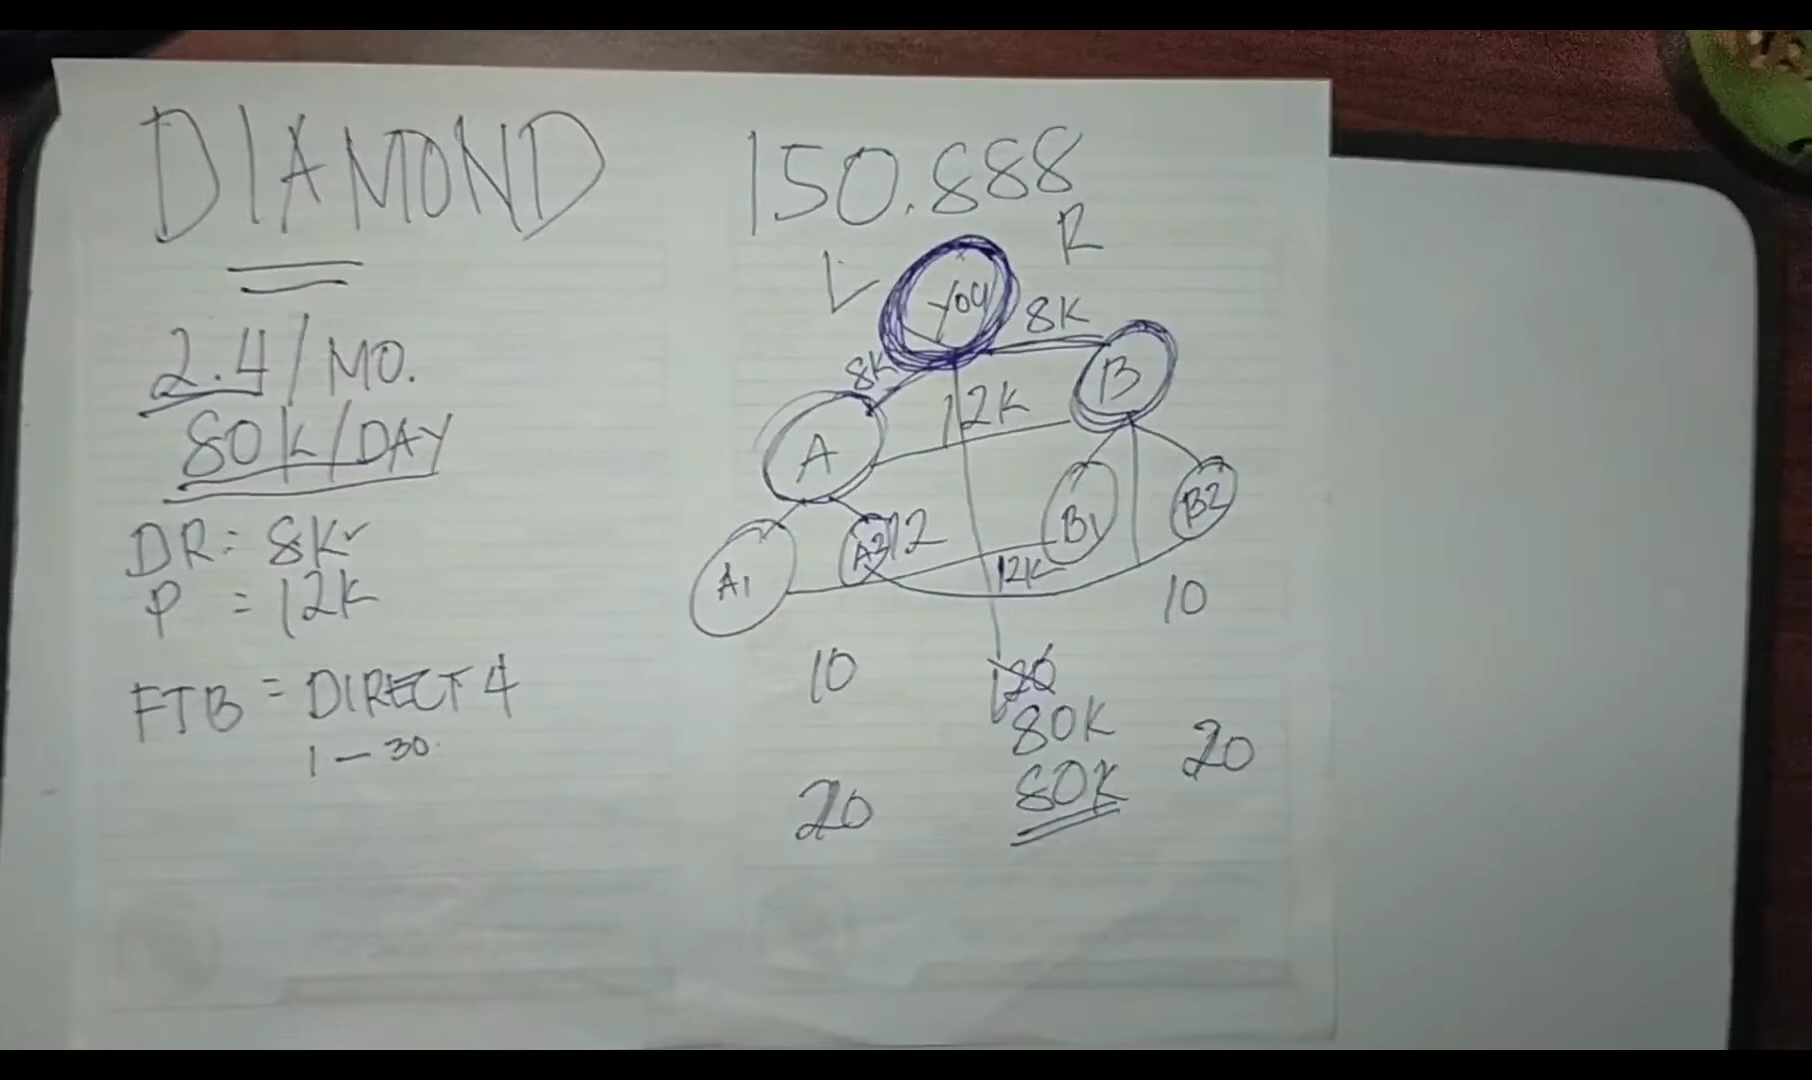 DIAMOND
2.4/MO.
80K/DAY
DR: 8K
P = 12K
FTB = DIRECT 4
1 — 30.
150.888
L R
YOU
8K
8K
B
12K
A
B2
B1
12
A2
A1
12K
10
10
120
80K
20
80K
20